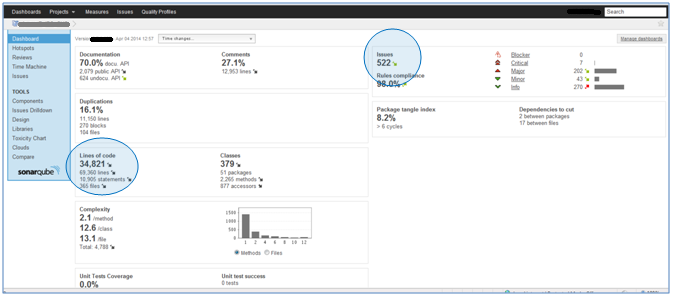 Dashboards Projects Measures Issues Quality Profiles
Search
Version Apr 04 2014 12:57
Time changes...
Manage dashboards
Dashboard
Hotspots
Reviews
Time Machine
Issues
TOOLS
Components
Issues Drilldown
Design
Libraries
Toxicity Chart
Clouds
Compare
sonarqube
Documentation
70.0% docu. API
2,079 public API
624 undocu. API
Comments
27.1%
12,953 lines
Duplications
16.1%
11,150 lines
270 blocks
104 files
Lines of code
34,821
69,360 lines
16,905 statements
365 files
Classes
379
51 packages
2,265 methods
877 accessors
Complexity
2.1 /method
12.6 /class
13.1 /file
Total: 4,788
1500
1000
500
0
1 2 4 6 8 10 12
Methods Files
Unit Tests Coverage
0.0%
Unit test success
0 tests
Issues
522
Rules compliance
98.0%
Blocker 0
Critical 7
Major 202
Minor 43
Info 270
Package tangle index
8.2%
> 6 cycles
Dependencies to cut
2 between packages
17 between files